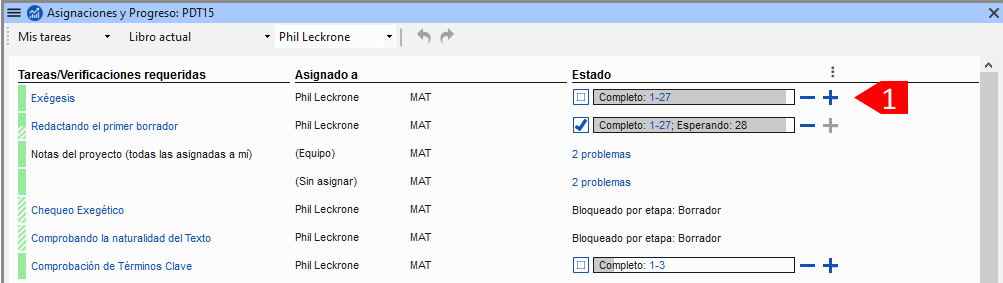 Asignaciones y Progreso: PDT15
Mis tareas Libro actual Phil Leckrone
Tareas/Verificaciones requeridas Asignado a Estado
Exégesis Phil Leckrone MAT Completo: 1-27 1
Redactando el primer borrador Phil Leckrone MAT Completo: 1-27; Esperando: 28
Notas del proyecto (todas las asignadas a mí) (Equipo) MAT 2 problemas
(Sin asignar) MAT 2 problemas
Chequeo Exegético Phil Leckrone MAT Bloqueado por etapa: Borrador
Comprobando la naturalidad del Texto Phil Leckrone MAT Bloqueado por etapa: Borrador
Comprobación de Términos Clave Phil Leckrone MAT Completo: 1-3